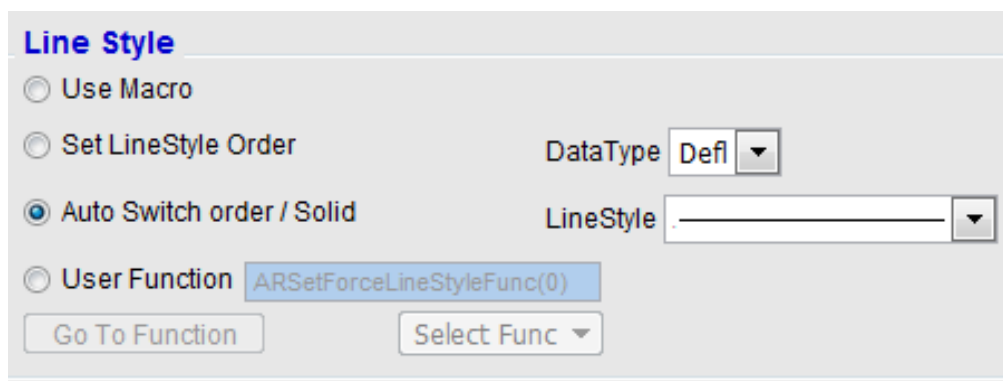 Line Style
Use Macro
Set LineStyle Order
DataType Defl
Auto Switch order / Solid
LineStyle
User Function ARSetForceLineStyleFunc(0)
Go To Function Select Func